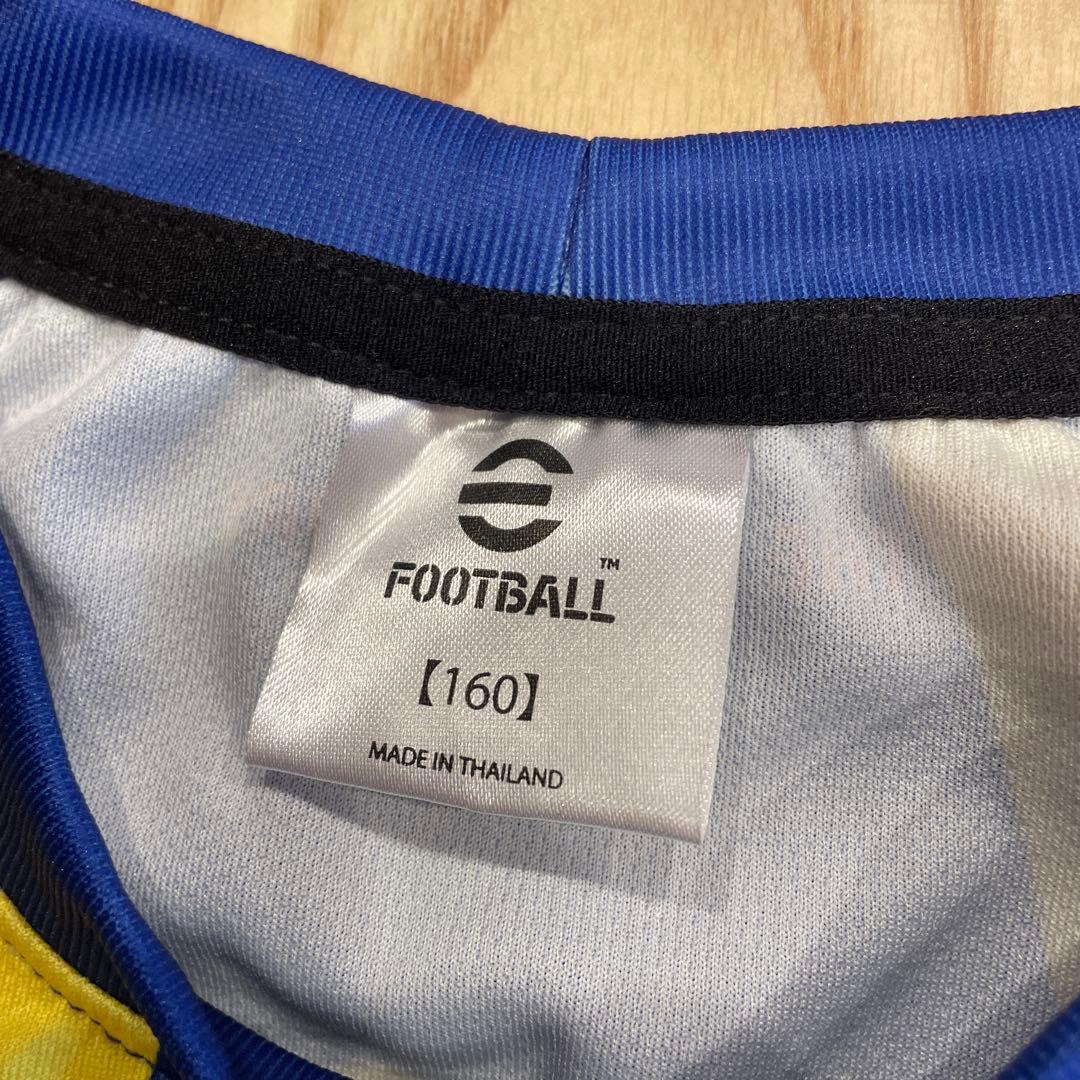 FOOTBALL™
【160】
MADE IN THAILAND